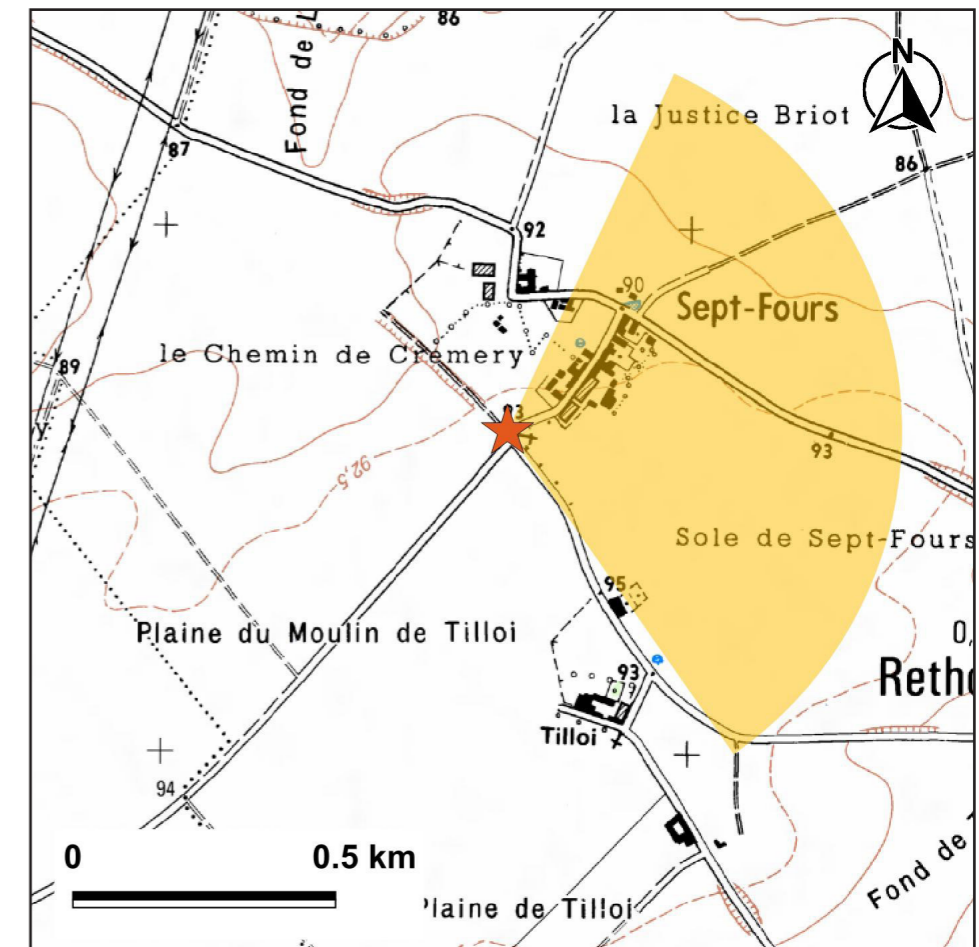 86
Fond de L
N
la Justice Briot
87
86
92
90
Sept-Fours
le Chemin de Crémery
89
93
92,5
93
Sole de Sept-Fours
95
Plaine du Moulin de Tilloi
0,
93
Retho
Tilloi
94
0
0.5 km
Fond de
Plaine de Tilloi